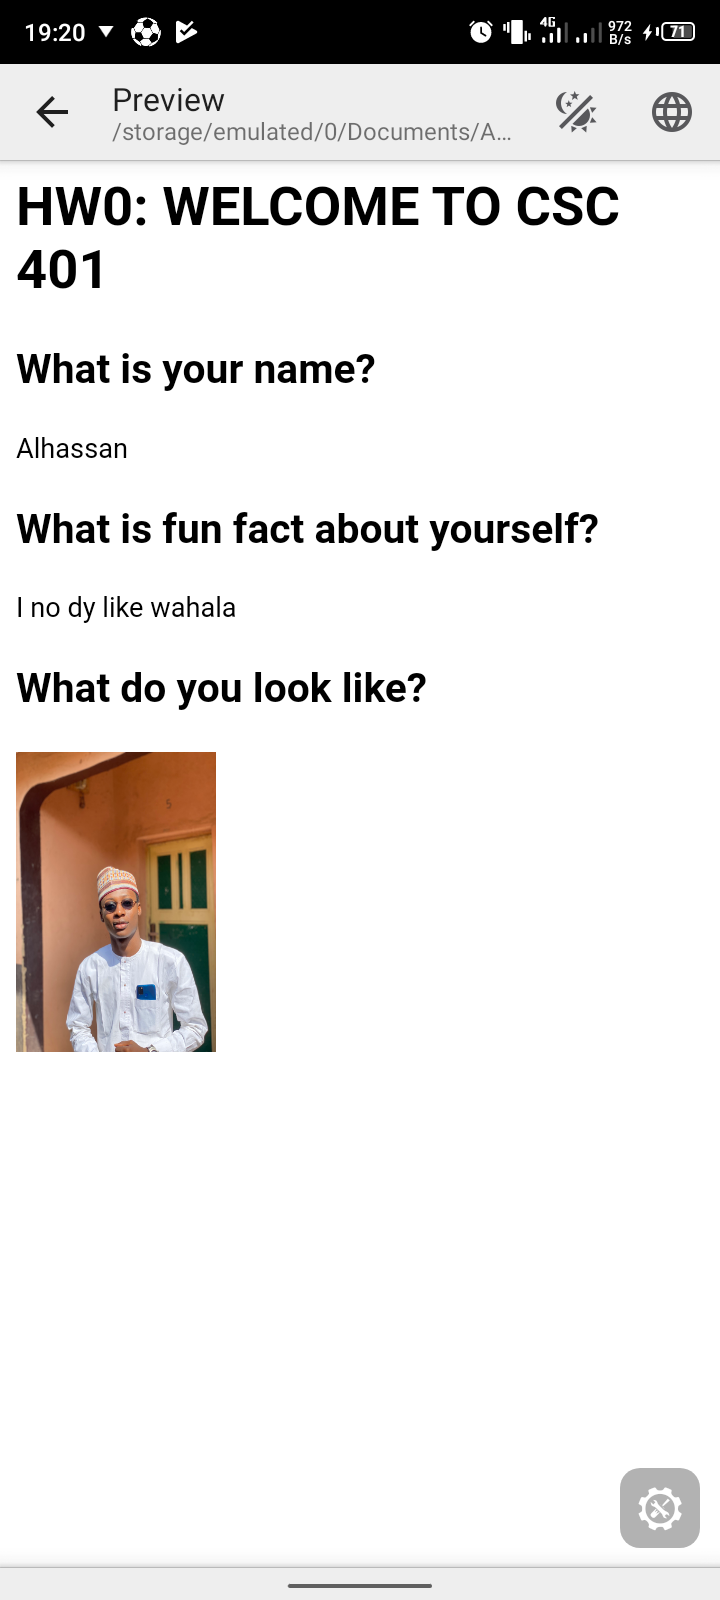 19:20
4G
972
B/s
71
Preview
/storage/emulated/0/Documents/A...
HW0: WELCOME TO CSC
401
What is your name?
Alhassan
What is fun fact about yourself?
I no dy like wahala
What do you look like?
5